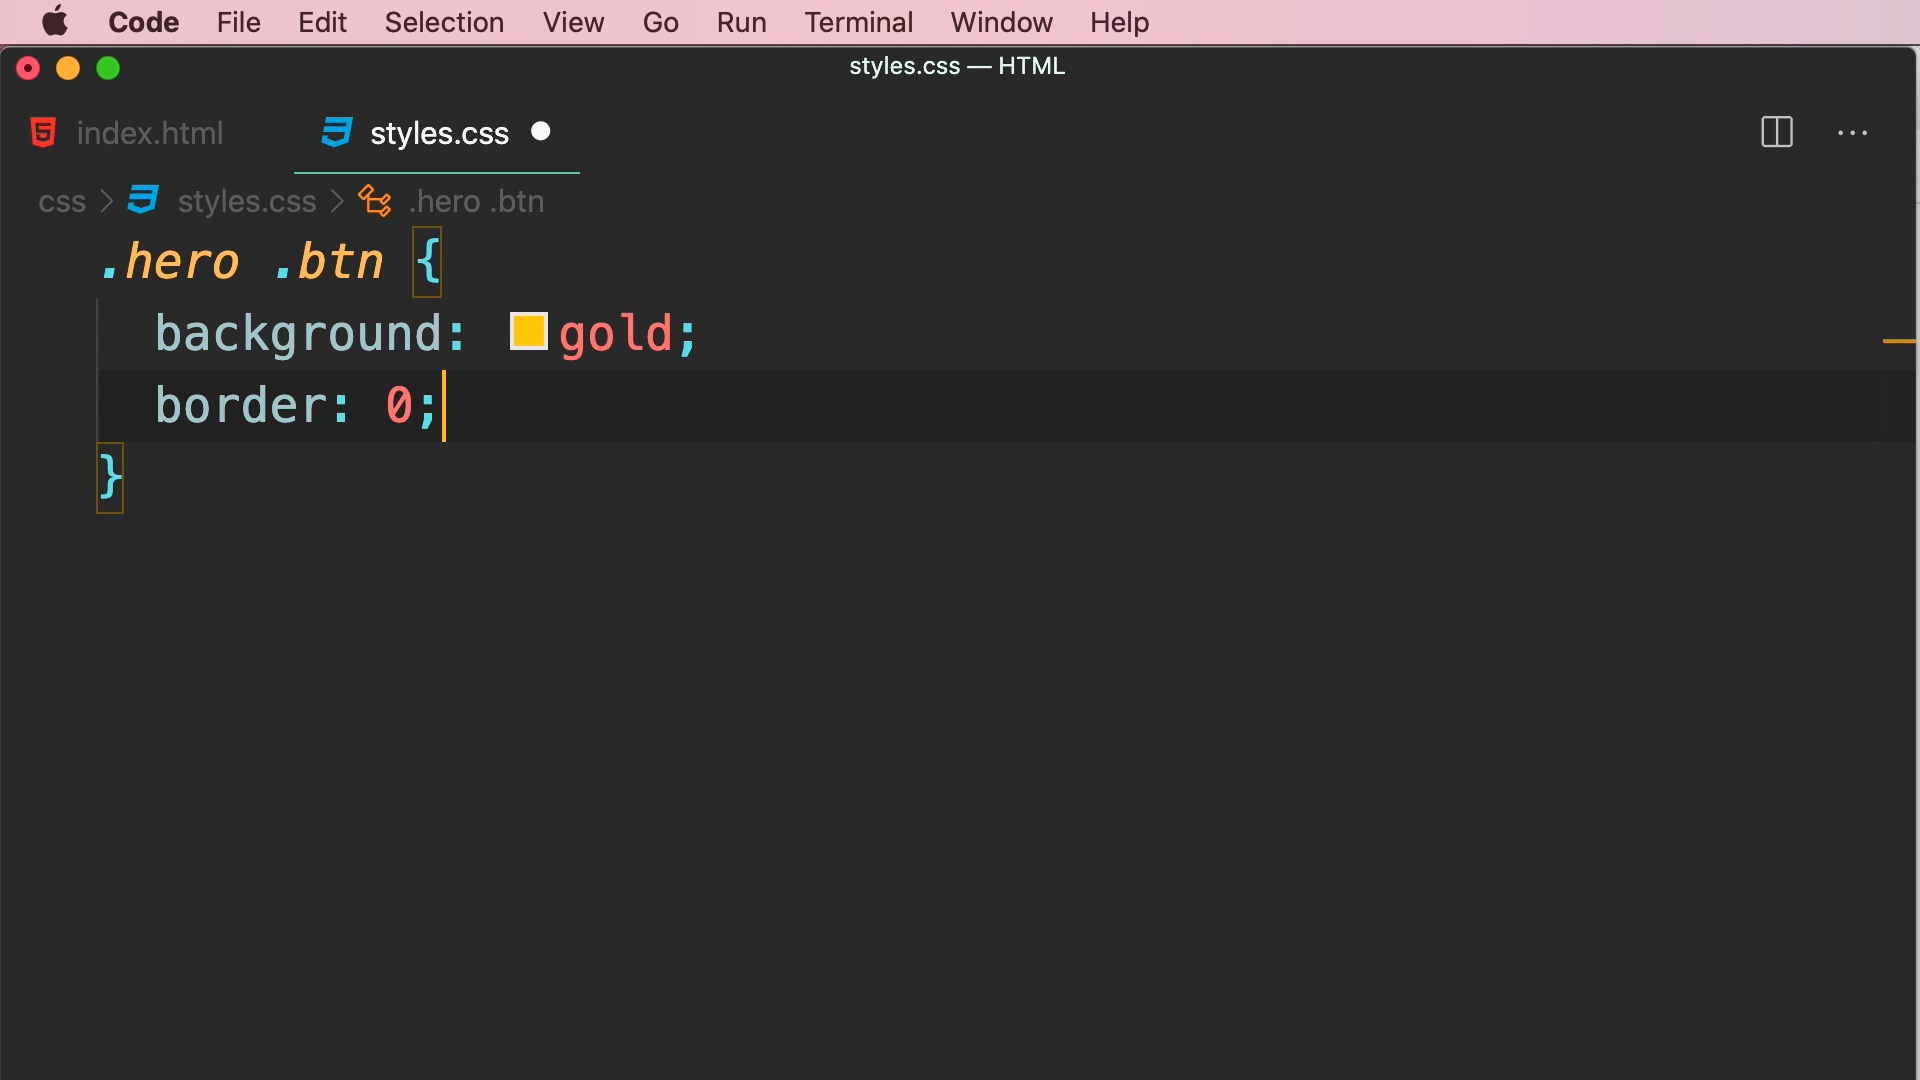 Code File Edit Selection View Go Run Terminal Window Help
styles.css — HTML
index.html styles.css
css > styles.css > .hero .btn
.hero .btn {
background: gold;
border: 0;
}